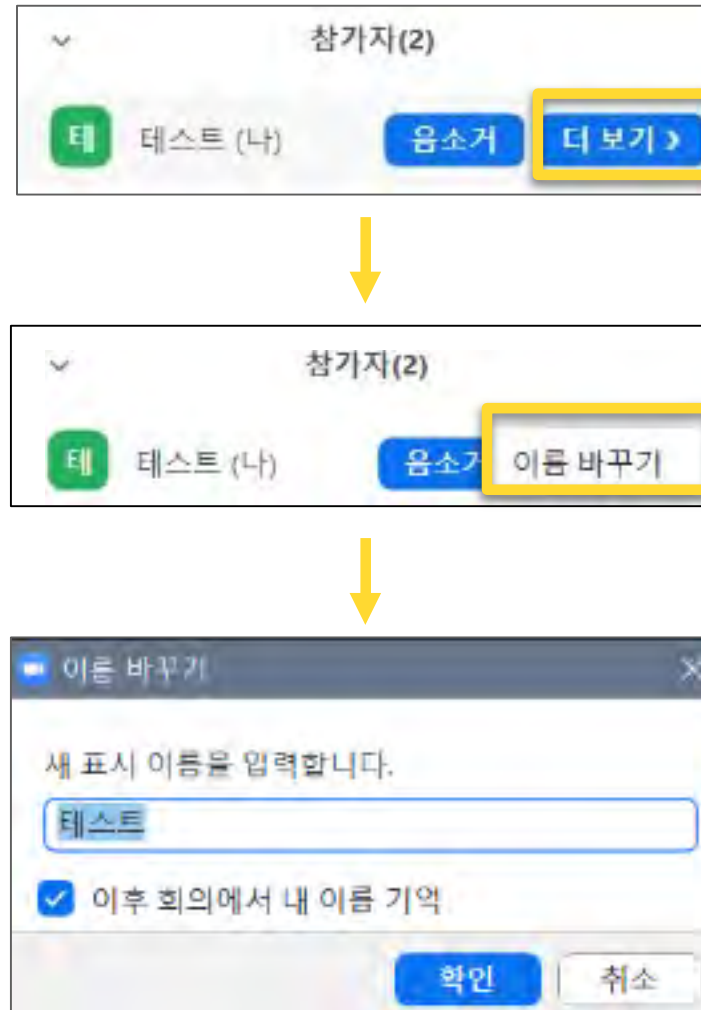 참가자(2)
테 테스트 (나) 음소거 더 보기 >
참가자(2)
테 테스트 (나) 음소거 이름 바꾸기
이름 바꾸기
새 표시 이름을 입력합니다.
테스트
이후 회의에서 내 이름 기억
확인 취소